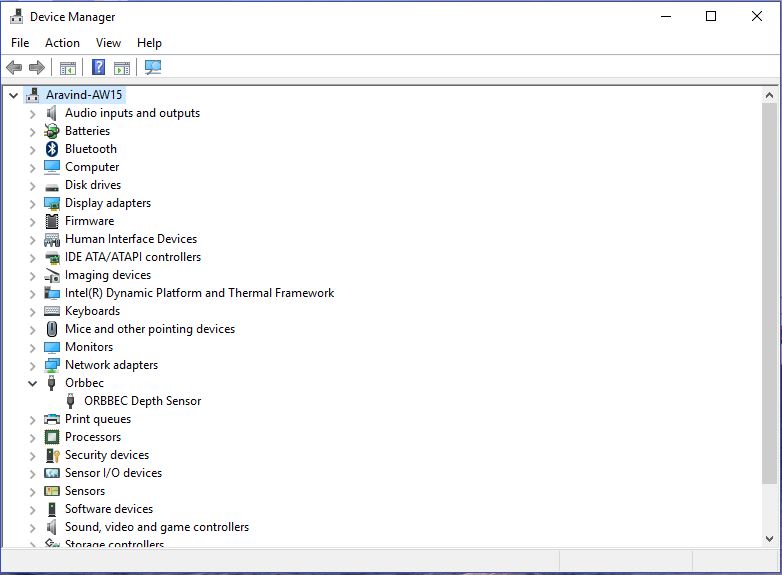 Device Manager
File Action View Help
?
Aravind-AW15
Audio inputs and outputs
Batteries
Bluetooth
Computer
Disk drives
Display adapters
Firmware
Human Interface Devices
IDE ATA/ATAPI controllers
Imaging devices
Intel(R) Dynamic Platform and Thermal Framework
Keyboards
Mice and other pointing devices
Monitors
Network adapters
Orbbec
ORBBEC Depth Sensor
Print queues
Processors
Security devices
Sensor I/O devices
Sensors
Software devices
Sound, video and game controllers
Storage controllers